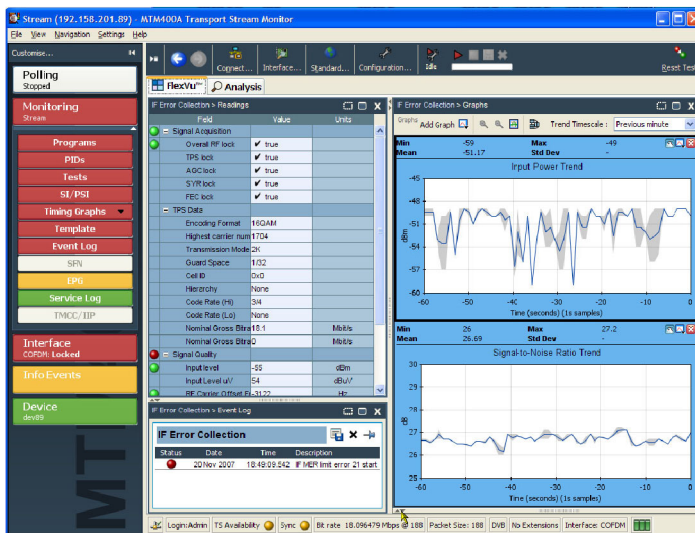 Stream (192.158.201.89) - MTM400A Transport Stream Monitor
File View Navigation Settings Help
Customise...
Polling
Stopped
Monitoring
Stream
Programs
PIDs
Tests
SI/PSI
Timing Graphs
Template
Event Log
SFN
EPG
Service Log
TMCC/IIP
Interface
COFDM: Locked
Info Events
Device
dev89
MTM
Connect... Interface... Standard... Configuration... Idle Reset Test
FlexVu™ Analysis
IF Error Collection > Readings
Field Value Units
Signal Acquisition
Overall RF lock true
TPS lock true
AGC lock true
SYR lock true
FEC lock true
TPS Data
Encoding Format 16QAM
Highest carrier num 1704
Transmission Mode 2K
Guard Space 1/32
Cell ID 0x0
Hierarchy None
Code Rate (Hi) 3/4
Code Rate (Lo) None
Nominal Gross Bitra 18.1 Mbit/s
Nominal Gross Bitra 0 Mbit/s
Signal Quality
Input level -55 dBm
Input Level uV 54 dBuV
RF Carrier Offset Fr -3122 Hz
IF Error Collection > Event Log
IF Error Collection
Status Date Time Description
20 Nov 2007 18:49:09.542 IF MER limit error 21 start
IF Error Collection > Graphs
Graphs Add Graph Trend Timescale : Previous minute
Min -59 Max -49
Mean -51.17 Std Dev -
Input Power Trend
-45
-48
-51
-54
-57
-60
dBm
-60 -50 -40 -30 -20 -10 0
Time (seconds) (1s samples)
Min 26 Max 27.2
Mean 26.69 Std Dev -
Signal-to-Noise Ratio Trend
30
29
28
27
26
25
dB
-60 -50 -40 -30 -20 -10 0
Time (seconds) (1s samples)
Login:Admin TS Availability Sync Bit rate 18.096479 Mbps @ 188 Packet Size: 188 DVB No Extensions Interface: COFDM